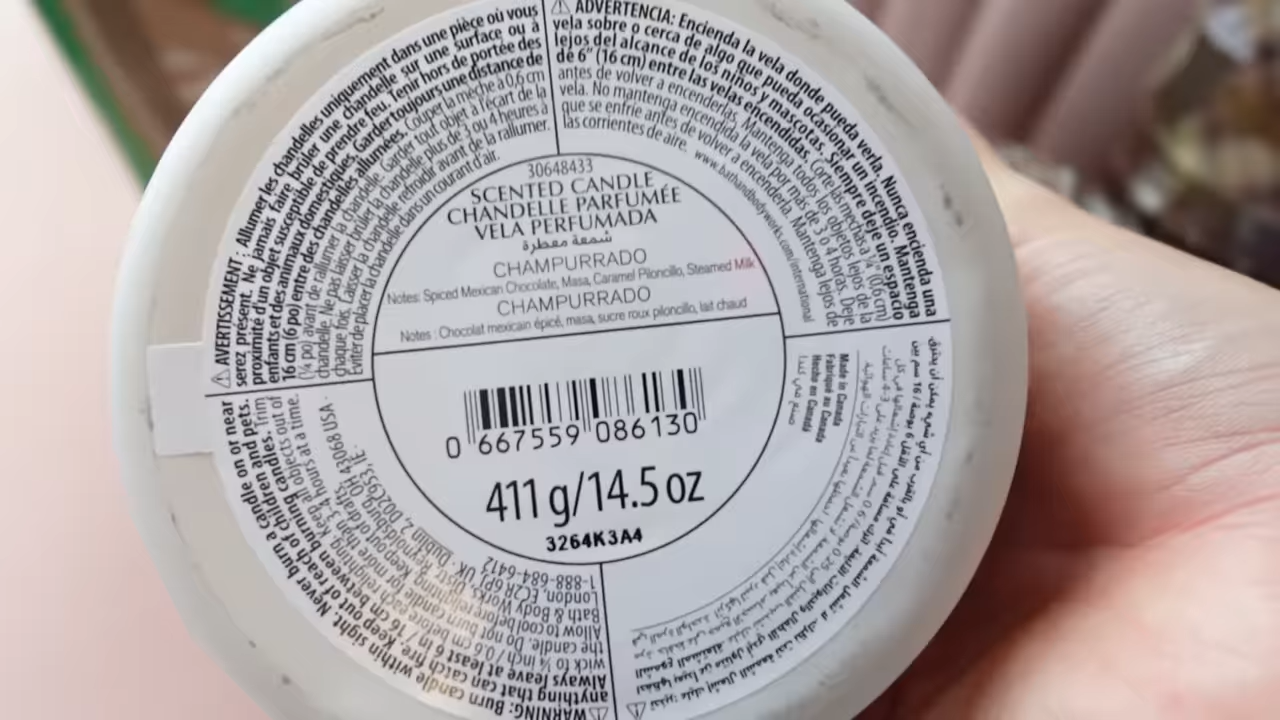 30648433
SCENTED CANDLE
CHANDELLE PARFUMÉE
VELA PERFUMADA
شمعة معطرة
CHAMPURRADO
Notes: Spiced Mexican Chocolate, Masa, Caramel Piloncillo, Steamed Milk
CHAMPURRADO
Notes : Chocolat mexicain épicé, masa, sucre roux piloncillo, lait chaud
0 667559 086130
411 g/14.5 oz
3264K3A4
⚠ AVERTISSEMENT : Allumer les chandelles uniquement dans une pièce où vous
serez présent. Ne jamais faire brûler une chandelle sur une surface ou à
proximité d'un objet susceptible de prendre feu. Tenir hors de portée des
enfants et des animaux domestiques. Garder toujours une distance de
16 cm (6 po) entre des chandelles allumées. Couper la mèche à 0,6 cm
(¼ po) avant de rallumer la chandelle. Garder tout objet à l'écart de la
chandelle. Ne pas laisser brûler la chandelle plus de 3 ou 4 heures à
chaque fois. Laisser la chandelle refroidir avant de la rallumer.
Éviter de placer la chandelle dans un courant d'air.
⚠ ADVERTENCIA: Encienda la vela donde pueda verla. Nunca encienda una
vela sobre o cerca de algo que pueda ocasionar un incendio. Mantenga
lejos del alcance de los niños y mascotas. Siempre deje un espacio
de 6" (16 cm) entre las velas encendidas. Corte las mechas a ¼" (0,6 cm)
antes de volver a encenderlas. Mantenga todos los objetos lejos de la
vela. No mantenga encendida la vela por más de 3 o 4 horas. Deje
que se enfríe antes de volver a encenderla. Mantenga lejos de
las corrientes de aire.
www.bathandbodyworks.com/international
Made in Canada
Fabriqué au Canada
Hecho en Canadá
صنع في كندا
⚠ WARNING: Burn candle within sight. Never burn a candle on or near
anything that can catch fire. Keep out of reach of children and pets.
Always leave at least 6 in / 16 cm between burning candles. Trim
wick to ¼ inch / 0.6 cm before each relighting. Keep all objects out of
the candle. Do not burn candle for more than 3-4 hours at a time.
Allow to cool before relighting. Keep out of drafts.
Bath & Body Works, Distr., Reynoldsburg, OH 43068 USA ·
London, EC2R 6PJ, UK · Dublin 2, D02 F953, IE ·
1-888-684-6412